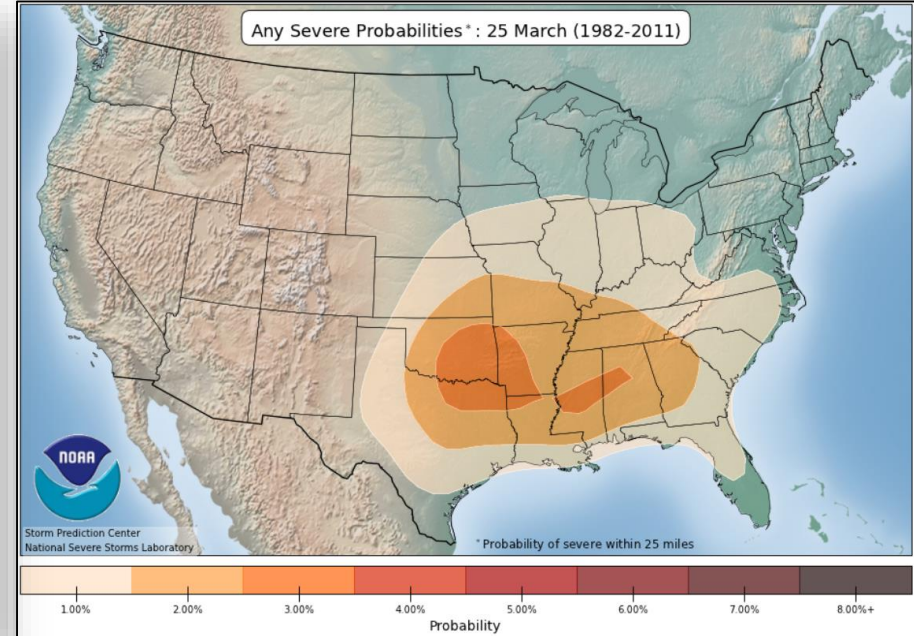 Any Severe Probabilities*: 25 March (1982-2011)
NOAA
Storm Prediction Center
National Severe Storms Laboratory
*Probability of severe within 25 miles
1.00% 2.00% 3.00% 4.00% 5.00% 6.00% 7.00% 8.00%+
Probability